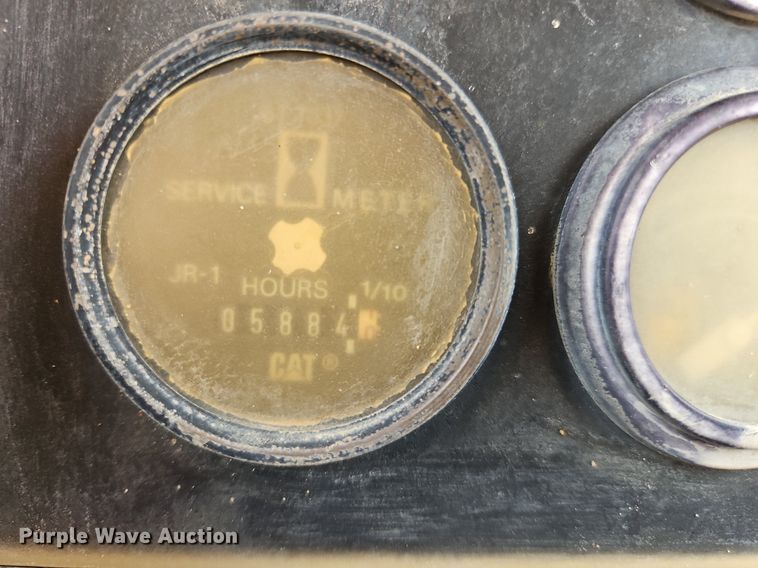 SERVICE METER
JR-1 HOURS 1/10
05884
CAT®
Purple Wave Auction